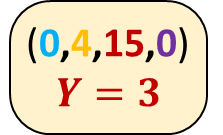 (0,4,15,0)
Y = 3